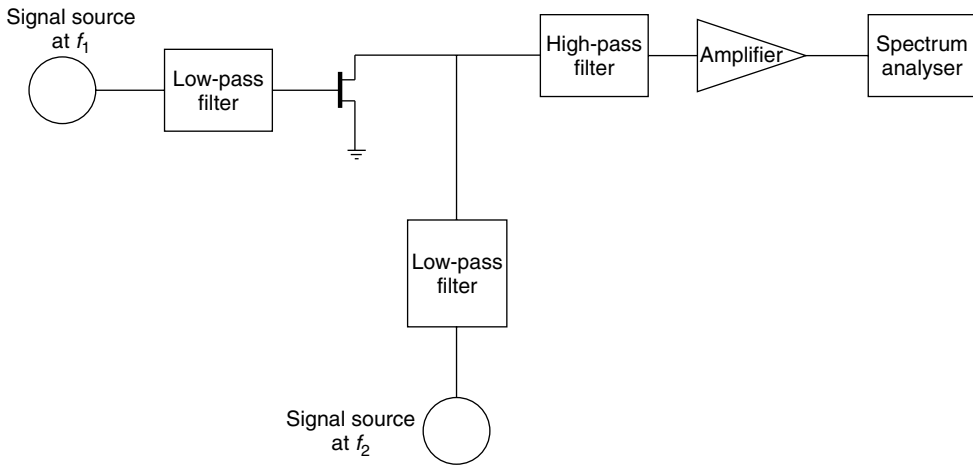 Signal source
at f1
Low-pass
filter
High-pass
filter
Amplifier
Spectrum
analyser
Low-pass
filter
Signal source
at f2